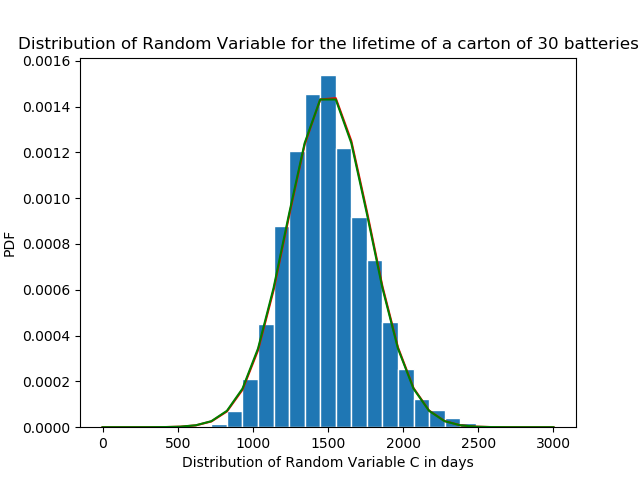 Distribution of Random Variable for the lifetime of a carton of 30 batteries
0.0016
0.0014
0.0012
0.0010
0.0008
0.0006
0.0004
0.0002
0.0000
PDF
0 500 1000 1500 2000 2500 3000
Distribution of Random Variable C in days